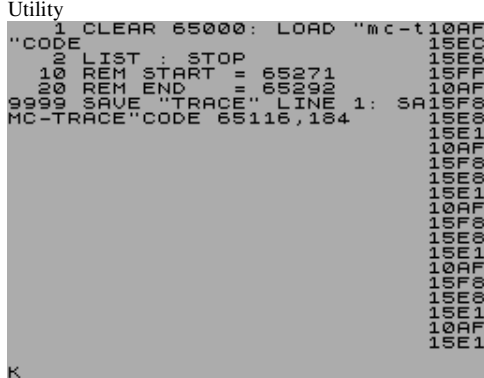 Utility
1 CLEAR 65000: LOAD "mc-t10AF
"CODE 15EC
2 LIST : STOP 15E6
10 REM START = 65271 15FF
20 REM END = 65292 10AF
9999 SAVE "TRACE" LINE 1: SA15F8
MC-TRACE"CODE 65116,184 15E8
15E1
10AF
15F8
15E8
15E1
10AF
15F8
15E8
15E1
10AF
15F8
15E8
15E1
10AF
15E1
K